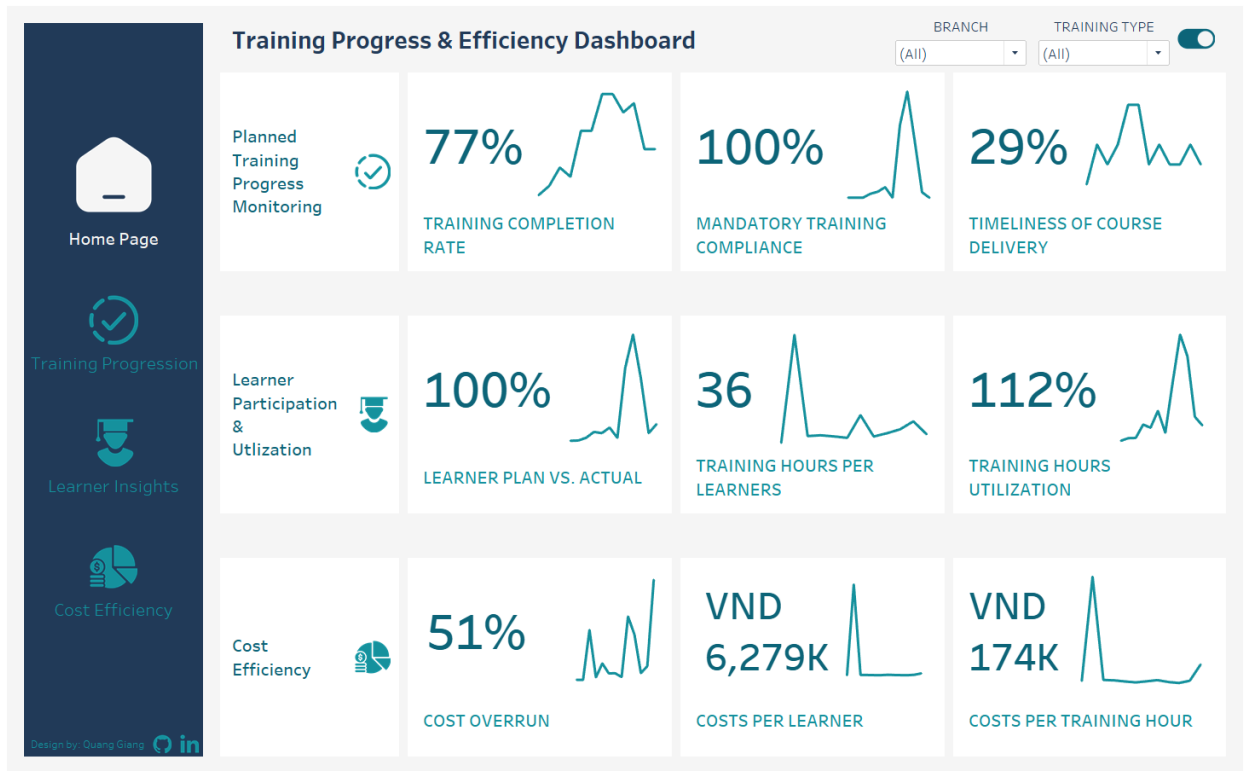 Training Progress & Efficiency Dashboard
BRANCH
(All)
TRAINING TYPE
(All)
Home Page
Training Progression
Learner Insights
Cost Efficiency
Design by: Quang Giang
in
Planned
Training
Progress
Monitoring
77%
TRAINING COMPLETION
RATE
100%
MANDATORY TRAINING
COMPLIANCE
29%
TIMELINESS OF COURSE
DELIVERY
Learner
Participation
&
Utlization
100%
LEARNER PLAN VS. ACTUAL
36
TRAINING HOURS PER
LEARNERS
112%
TRAINING HOURS
UTILIZATION
Cost
Efficiency
51%
COST OVERRUN
VND
6,279K
COSTS PER LEARNER
VND
174K
COSTS PER TRAINING HOUR